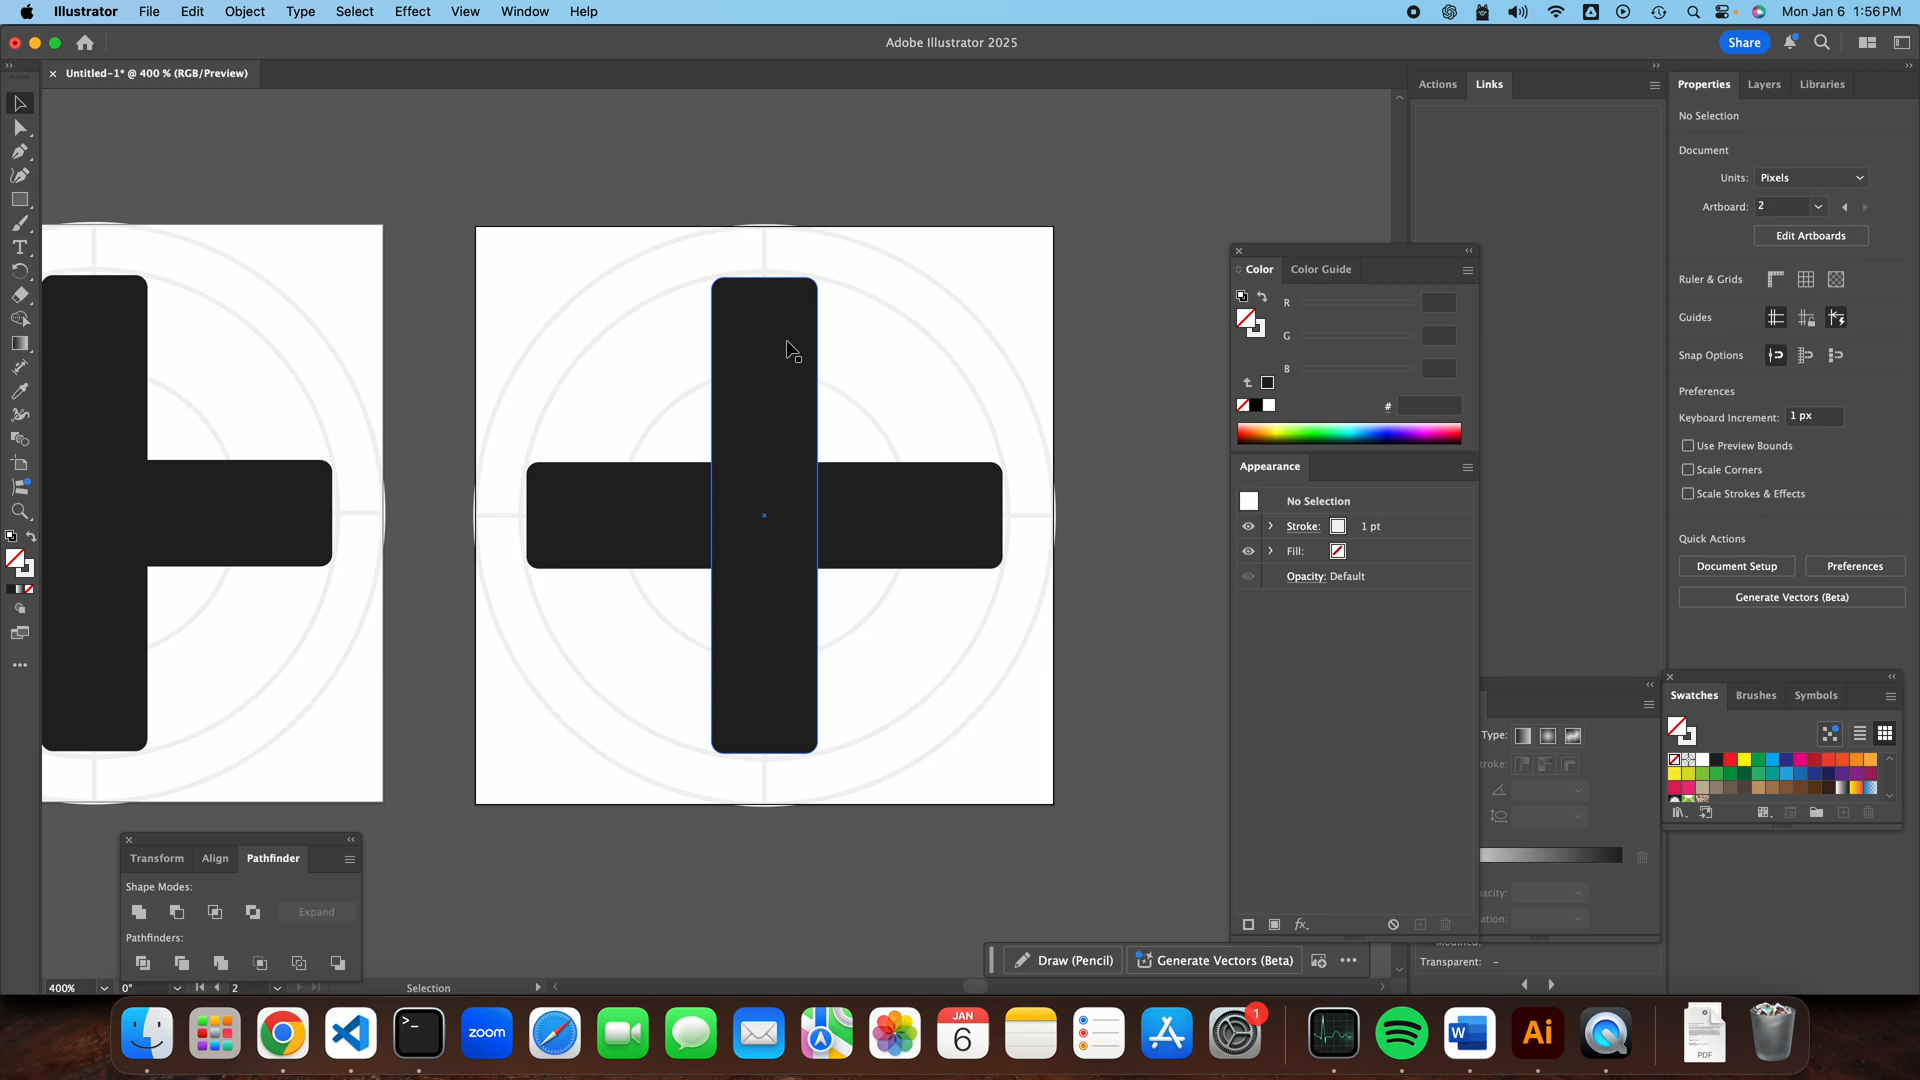 Illustrator File Edit Object Type Select Effect View Window Help
Mon Jan 6 1:56 PM
Adobe Illustrator 2025
Share
Untitled-1* @ 400 % (RGB/Preview)
Actions Links
Properties Layers Libraries
No Selection
Document
Units: Pixels
Artboard: 2
Edit Artboards
Ruler & Grids
Guides
Snap Options
Preferences
Keyboard Increment: 1 px
Use Preview Bounds
Scale Corners
Scale Strokes & Effects
Quick Actions
Document Setup Preferences
Generate Vectors (Beta)
Color Color Guide
R
G
B
#
Appearance
No Selection
Stroke: 1 pt
Fill:
Opacity: Default
fx.
Type:
Transparent: –
Swatches Brushes Symbols
Transform Align Pathfinder
Shape Modes:
Expand
Pathfinders:
Draw (Pencil) Generate Vectors (Beta)
400% 0° 2 Selection
zoom
JAN
6
1
Ai
PDF